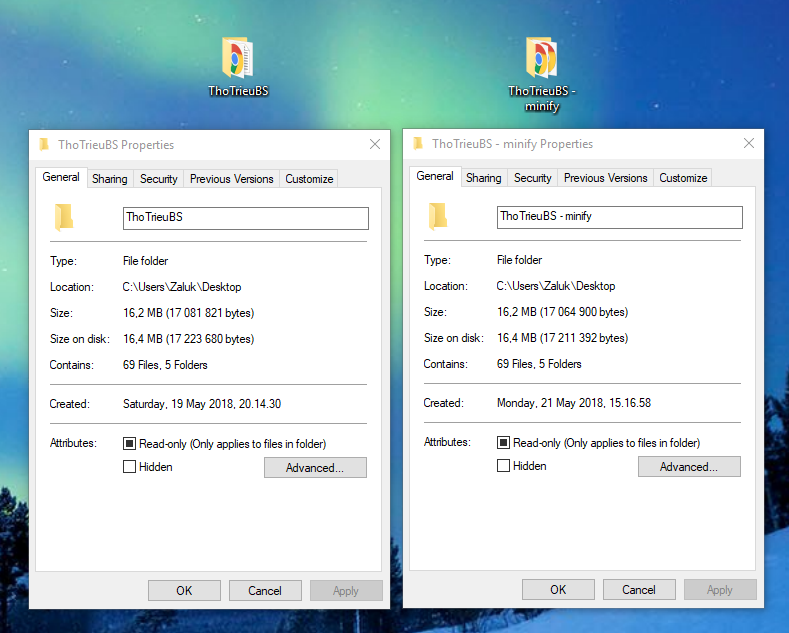 ThoTrieuBS
ThoTrieuBS -
minify
ThoTrieuBS Properties
General
Sharing
Security
Previous Versions
Customize
ThoTrieuBS
Type: File folder
Location: C:\Users\Zaluk\Desktop
Size: 16,2 MB (17 081 821 bytes)
Size on disk: 16,4 MB (17 223 680 bytes)
Contains: 69 Files, 5 Folders
Created: Saturday, 19 May 2018, 20.14.30
Attributes: Read-only (Only applies to files in folder)
Hidden Advanced...
OK Cancel Apply
ThoTrieuBS - minify Properties
General
Sharing
Security
Previous Versions
Customize
ThoTrieuBS - minify
Type: File folder
Location: C:\Users\Zaluk\Desktop
Size: 16,2 MB (17 064 900 bytes)
Size on disk: 16,4 MB (17 211 392 bytes)
Contains: 69 Files, 5 Folders
Created: Monday, 21 May 2018, 15.16.58
Attributes: Read-only (Only applies to files in folder)
Hidden Advanced...
OK Cancel Apply